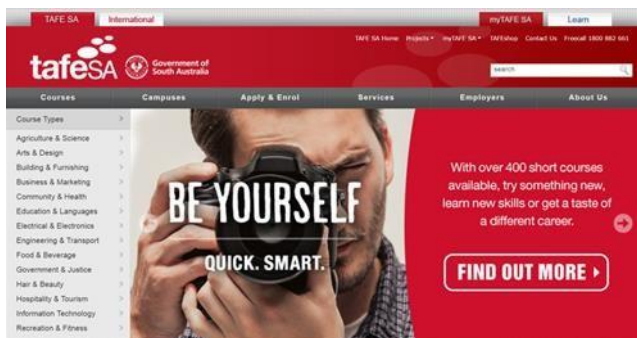 TAFE SA
International
myTAFE SA
Learn
TAFE SA Home Projects myTAFE SA TAFEshop Contact Us Freecall 1800 882 661
tafeSA
Government of
South Australia
search
Courses Campuses Apply & Enrol Services Employers About Us
Course Types
Agriculture & Science
Arts & Design
Building & Furnishing
Business & Marketing
Community & Health
Education & Languages
Electrical & Electronics
Engineering & Transport
Food & Beverage
Government & Justice
Hair & Beauty
Hospitality & Tourism
Information Technology
Recreation & Fitness
BE YOURSELF
QUICK. SMART.
With over 400 short courses
available, try something new,
learn new skills or get a taste of
a different career.
FIND OUT MORE